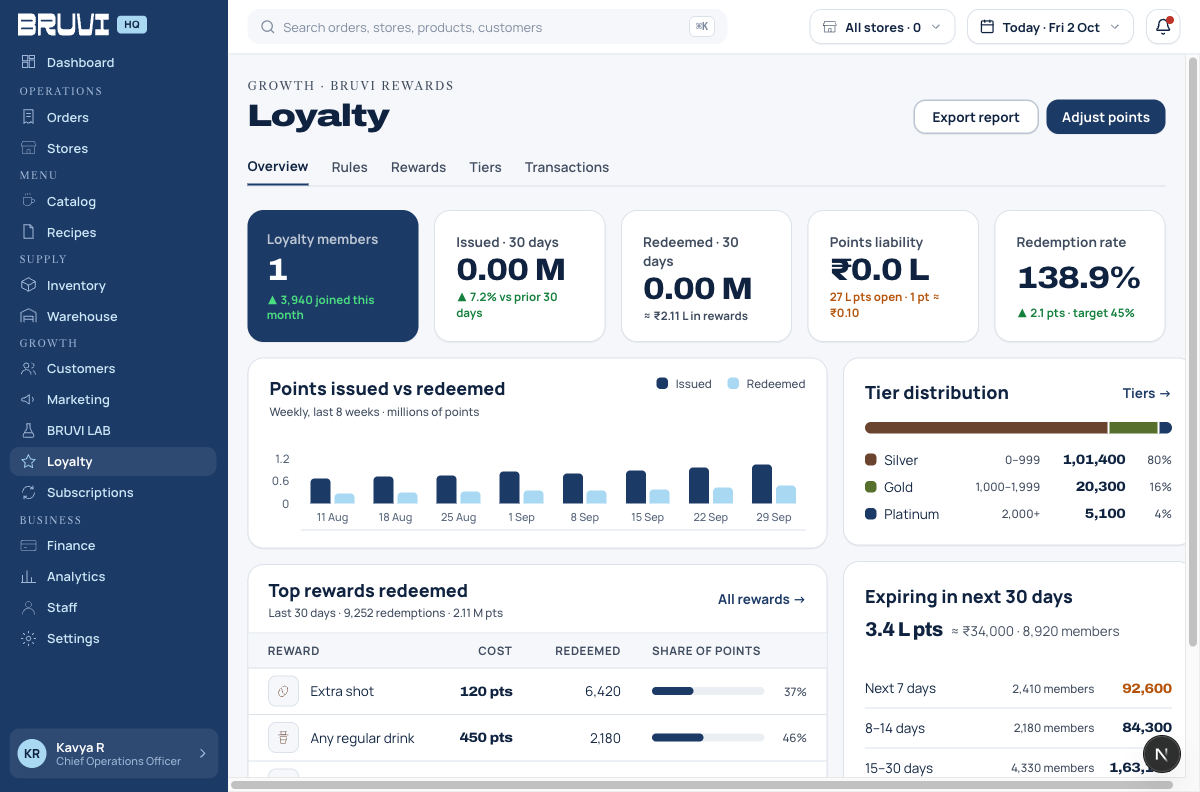 BRUVI HQ
Search orders, stores, products, customers
⌘K
All stores · 0
Today · Fri 2 Oct
Dashboard
OPERATIONS
Orders
Stores
MENU
Catalog
Recipes
SUPPLY
Inventory
Warehouse
GROWTH
Customers
Marketing
BRUVI LAB
Loyalty
Subscriptions
BUSINESS
Finance
Analytics
Staff
Settings
KR
Kavya R
Chief Operations Officer
GROWTH · BRUVI REWARDS
Loyalty
Export report
Adjust points
Overview Rules Rewards Tiers Transactions
Loyalty members
1
▲ 3,940 joined this
month
Issued · 30 days
0.00 M
▲ 7.2% vs prior 30
days
Redeemed · 30
days
0.00 M
≈ ₹2.11 L in rewards
Points liability
₹0.0 L
27 L pts open · 1 pt ≈
₹0.10
Redemption rate
138.9%
▲ 2.1 pts · target 45%
Points issued vs redeemed
Weekly, last 8 weeks · millions of points
Issued Redeemed
1.2
0.6
0
11 Aug 18 Aug 25 Aug 1 Sep 8 Sep 15 Sep 22 Sep 29 Sep
Tier distribution
Tiers →
Silver 0–999 1,01,400 80%
Gold 1,000–1,999 20,300 16%
Platinum 2,000+ 5,100 4%
Top rewards redeemed
Last 30 days · 9,252 redemptions · 2.11 M pts
All rewards →
REWARD COST REDEEMED SHARE OF POINTS
Extra shot 120 pts 6,420 37%
Any regular drink 450 pts 2,180 46%
Expiring in next 30 days
3.4 L pts ≈ ₹34,000 · 8,920 members
Next 7 days 2,410 members 92,600
8–14 days 2,180 members 84,300
15–30 days 4,330 members 1,63,1
N